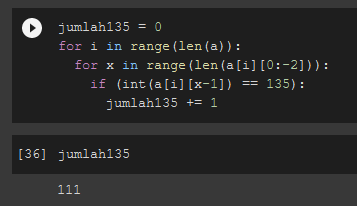 jumlah135 = 0
for i in range(len(a)):
  for x in range(len(a[i][0:-2])):
    if (int(a[i][x-1]) == 135):
      jumlah135 += 1
[36] jumlah135
111